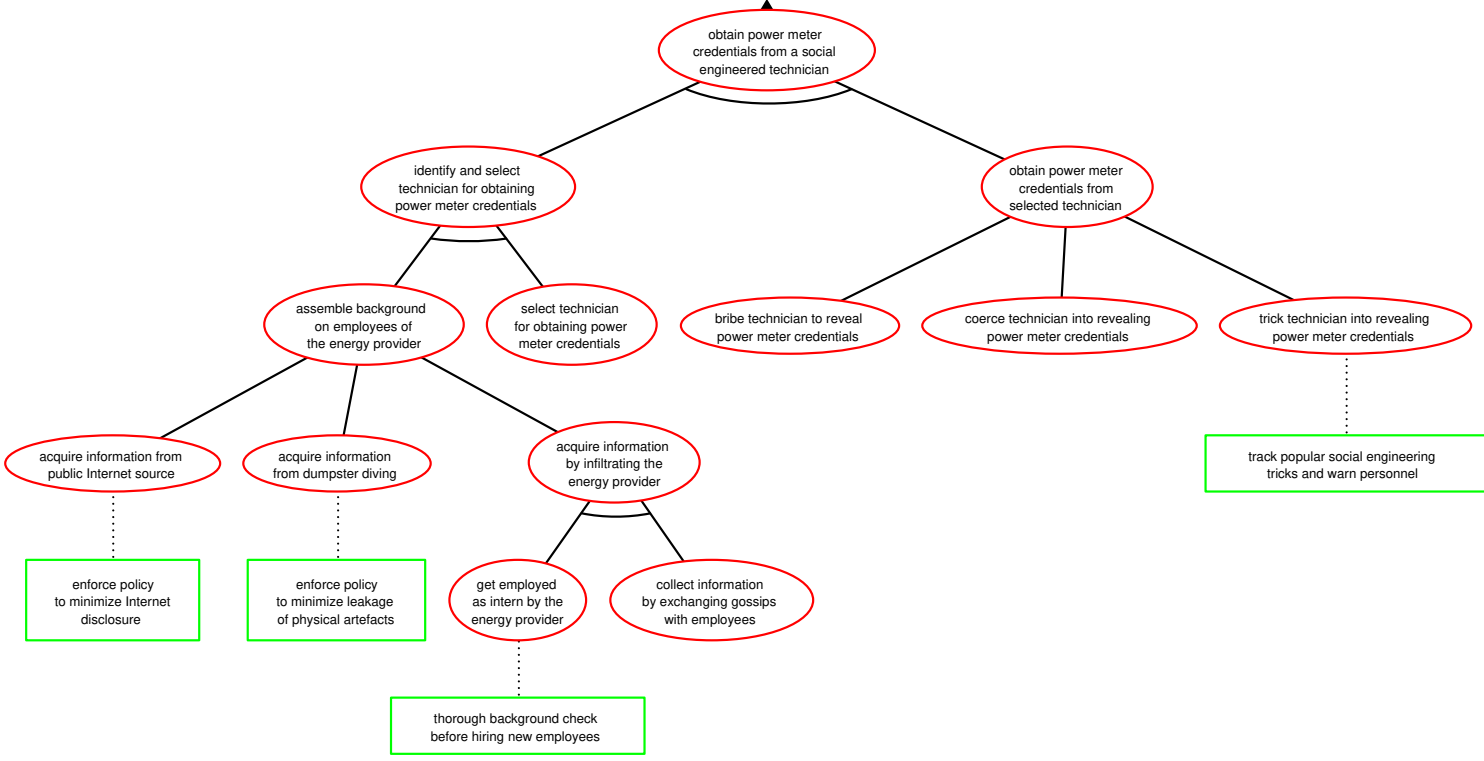 obtain power meter
credentials from a social
engineered technician
identify and select
technician for obtaining
power meter credentials
obtain power meter
credentials from
selected technician
assemble background
on employees of
the energy provider
select technician
for obtaining power
meter credentials
bribe technician to reveal
power meter credentials
coerce technician into revealing
power meter credentials
trick technician into revealing
power meter credentials
acquire information from
public Internet source
acquire information
from dumpster diving
acquire information
by infiltrating the
energy provider
track popular social engineering
tricks and warn personnel
enforce policy
to minimize Internet
disclosure
enforce policy
to minimize leakage
of physical artefacts
get employed
as intern by the
energy provider
collect information
by exchanging gossips
with employees
thorough background check
before hiring new employees